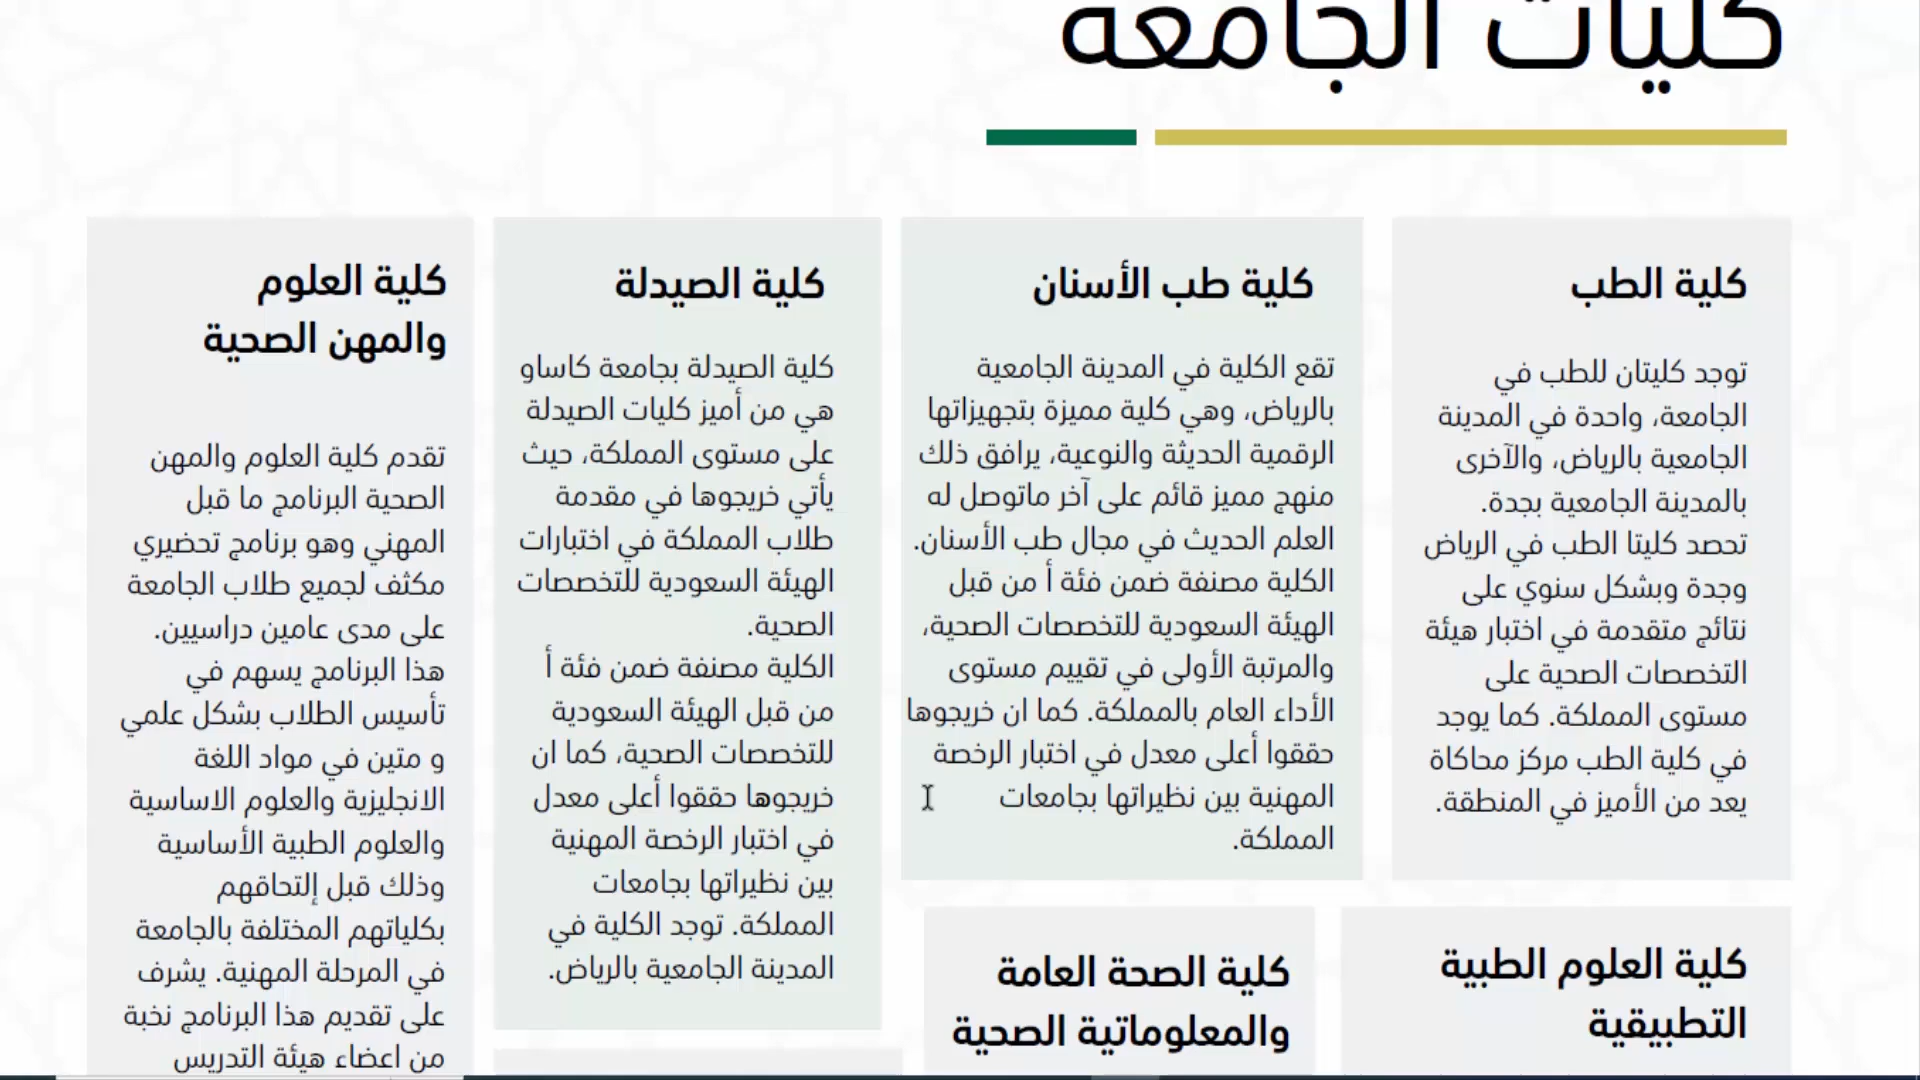 كليات الجامعة
كلية الطب
توجد كليتان للطب في
الجامعة، واحدة في المدينة
الجامعية بالرياض، والآخرى
بالمدينة الجامعية بجدة.
تحصد كليتا الطب في الرياض
وجدة وبشكل سنوي على
نتائج متقدمة في اختبار هيئة
التخصصات الصحية على
مستوى المملكة. كما يوجد
في كلية الطب مركز محاكاة
يعد من الأميز في المنطقة.
كلية طب الأسنان
تقع الكلية في المدينة الجامعية
بالرياض، وهي كلية مميزة بتجهيزاتها
الرقمية الحديثة والنوعية، يرافق ذلك
منهج مميز قائم على آخر ماتوصل له
العلم الحديث في مجال طب الأسنان.
الكلية مصنفة ضمن فئة أ من قبل
الهيئة السعودية للتخصصات الصحية،
والمرتبة الأولى في تقييم مستوى
الأداء العام بالمملكة. كما ان خريجوها
حققوا أعلى معدل في اختبار الرخصة
المهنية بين نظيراتها بجامعات
المملكة.
كلية الصيدلة
كلية الصيدلة بجامعة كاساو
هي من أميز كليات الصيدلة
على مستوى المملكة، حيث
يأتي خريجوها في مقدمة
طلاب المملكة في اختبارات
الهيئة السعودية للتخصصات
الصحية.
الكلية مصنفة ضمن فئة أ
من قبل الهيئة السعودية
للتخصصات الصحية، كما ان
خريجوها حققوا أعلى معدل
في اختبار الرخصة المهنية
بين نظيراتها بجامعات
المملكة. توجد الكلية في
المدينة الجامعية بالرياض.
كلية العلوم
والمهن الصحية
تقدم كلية العلوم والمهن
الصحية البرنامج ما قبل
المهني وهو برنامج تحضيري
مكثف لجميع طلاب الجامعة
على مدى عامين دراسيين.
هذا البرنامج يسهم في
تأسيس الطلاب بشكل علمي
و متين في مواد اللغة
الانجليزية والعلوم الاساسية
والعلوم الطبية الأساسية
وذلك قبل إلتحاقهم
بكلياتهم المختلفة بالجامعة
في المرحلة المهنية. يشرف
على تقديم هذا البرنامج نخبة
من اعضاء هيئة التدريس
كلية العلوم الطبية
التطبيقية
كلية الصحة العامة
والمعلوماتية الصحية